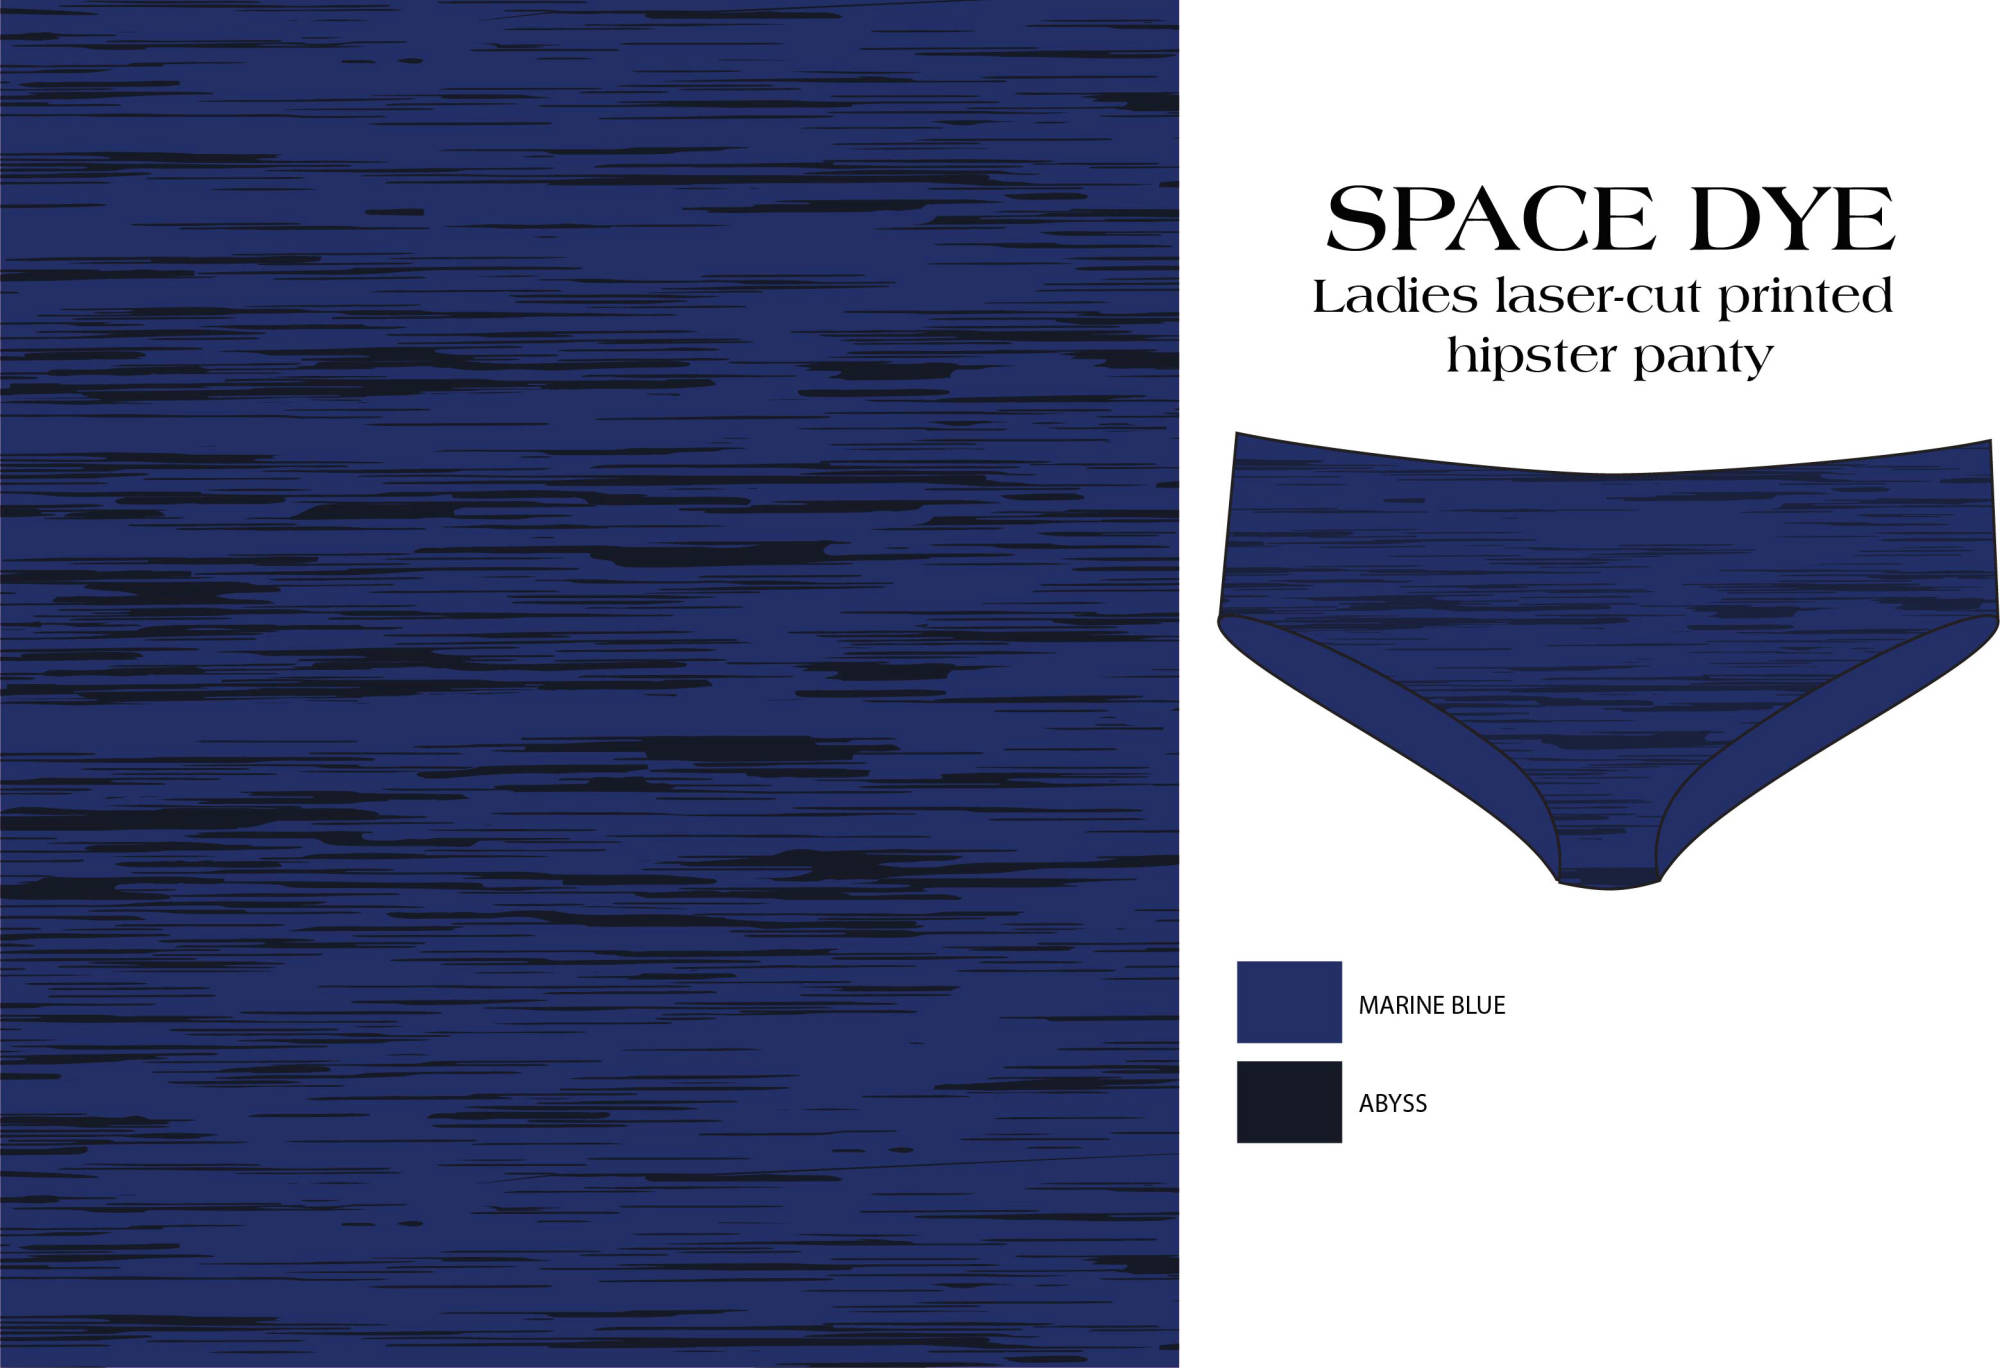 SPACE DYE
Ladies laser-cut printed
hipster panty
MARINE BLUE
ABYSS